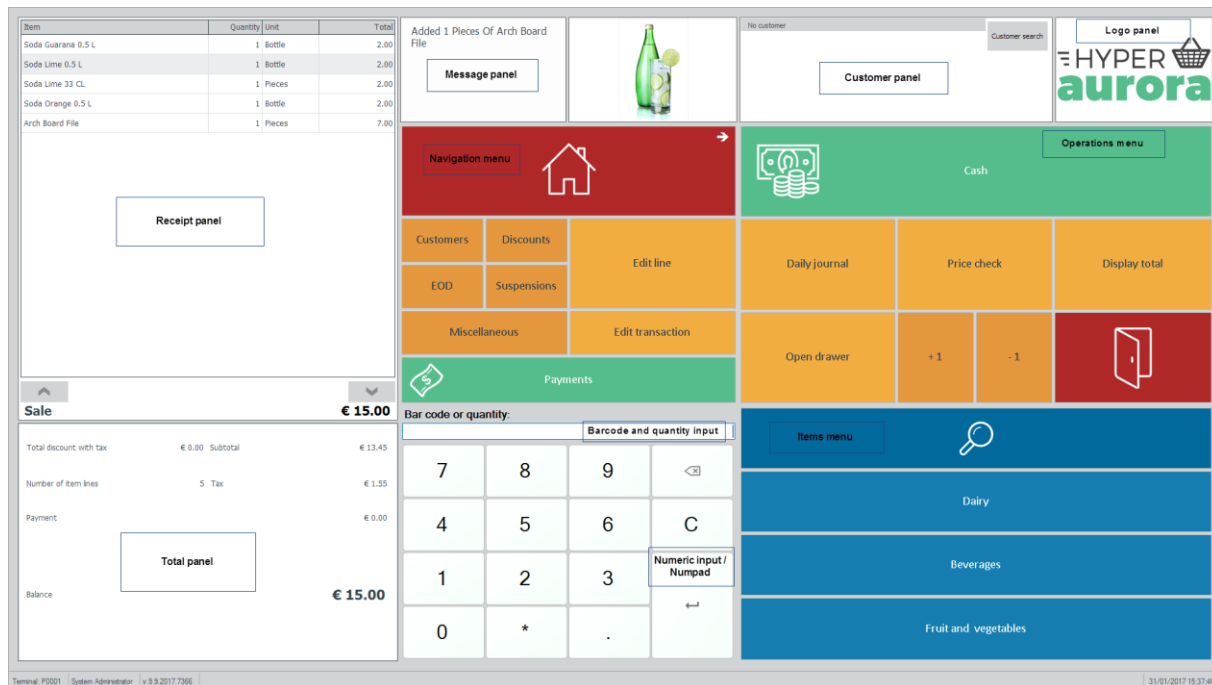 Item Quantity Unit Total
Soda Guarana 0.5 L 1 Bottle 2.00
Soda Lime 0.5 L 1 Bottle 2.00
Soda Lime 33 CL 1 Pieces 2.00
Soda Orange 0.5 L 1 Bottle 2.00
Arch Board File 1 Pieces 7.00
Receipt panel
Sale € 15.00
Total discount with tax € 0.00 Subtotal € 13.45
Number of item lines 5 Tax € 1.55
Payment € 0.00
Total panel
Balance € 15.00
Added 1 Pieces Of Arch Board
File
Message panel
No customer
Customer search
Customer panel
Logo panel
HYPER
aurora
Navigation menu
Operations menu
Cash
Customers Discounts
Edit line
EOD Suspensions
Miscellaneous Edit transaction
Payments
Daily journal Price check Display total
Open drawer +1 -1
Bar code or quantity:
Barcode and quantity input
7 8 9
4 5 6 C
1 2 3
Numeric input /
Numpad
0 * .
Items menu
Dairy
Beverages
Fruit and vegetables
Terminal: P0001 System Administrator v.9.9.2017.7366 31/01/2017 15:37:46